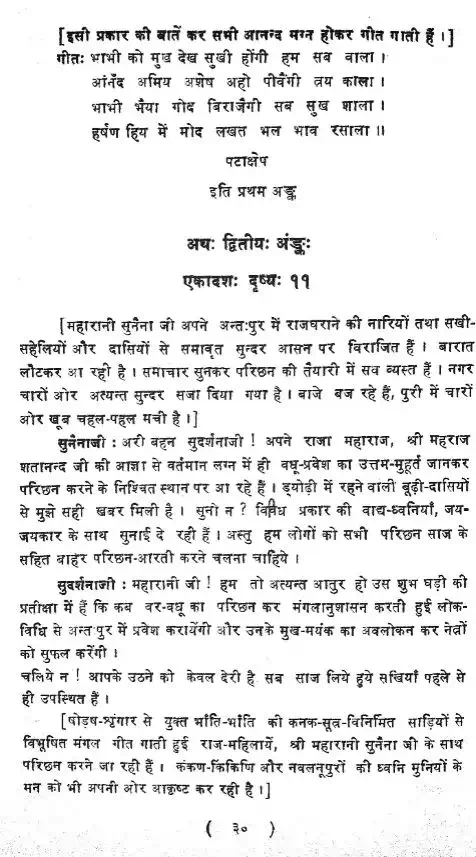 [इसी प्रकार की बातें कर सभी आनन्द मग्न होकर गीत गाती हैं।]
गीतः भाभी को मुख देख सुखी होंगी हम सब वाला।
आनँद अमिय अशेष अहो पीवैंगी त्रय काला।
भाभी भैया गोद विराजैगी सब सुख शाला।
हर्षण हिय में मोद लखत भल भाव रसाला॥
पटाक्षेप
इति प्रथम अङ्क
अथः द्वितीयः अंङ्कः
एकादशः दृष्यः ११
[महारानी सुनैना जी अपने अन्तःपुर में राजघराने की नारियों तथा सखी-
सहेलियों और दासियों से समावृत सुन्दर आसन पर विराजित हैं। बारात
लौटकर आ रही है। समाचार सुनकर परिछन की तैयारी में सव व्यस्त हैं। नगर
चारों ओर अत्यन्त सुन्दर सजा दिया गया है। बाजे बज रहे हैं, पुरी में चारों
ओर खूब चहल-पहल मची है।]
सुनैनाजी : अरी वहन सुदर्शनाजी! अपने राजा महाराज, श्री महराज
शतानन्द जी की आज्ञा से वर्तमान लग्न में ही वधू-प्रवेश का उत्तम-मुहूर्त जानकर
परिछन करने के निश्चित स्थान पर आ रहे हैं। ड्योढ़ी में रहने वाली बूढ़ी-दासियों
से मुझे सही खबर मिली है। सुनो न? विविध प्रकार की वाद्य-ध्वनियाँ, जय-
जयकार के साथ सुनाई दे रही हैं। अस्तु हम लोगों को सभी परिछन साज के
सहित बाहेर परिछन-आरती करने चलना चाहिये।
सुदर्शनाजी : महारानी जी! हम तो अत्यन्त आतुर हो उस शुभ घड़ी की
प्रतीक्षा में हैं कि कब वर-वधू का परिछन कर मंगलानुशासन करती हुई लोक-
विधि से अन्तःपुर में प्रवेश करायेंगी और उनके मुख-मयंक का अवलोकन कर नेत्रों
को सुफल करेंगी।
चलिये न! आपके उठने को केवल देरी है सब साज लिये हुये सखियाँ पहले से
ही उपस्थित हैं।
[षोड़ष-श्रृंगार से युक्त भाँति-भाँति की कनक-सूत्र-विनिमित साड़ियों से
विभूषित मंगल गीत गाती हुई राज-महिलायें, श्री महारानी सुनैना जी के साथ
परिछन करने जा रही हैं। कंकण-किंकिणि और नवलनूपुरों की ध्वनि मुनियों के
मन को भी अपनी ओर आकृष्ट कर रही है।]
( ३० )